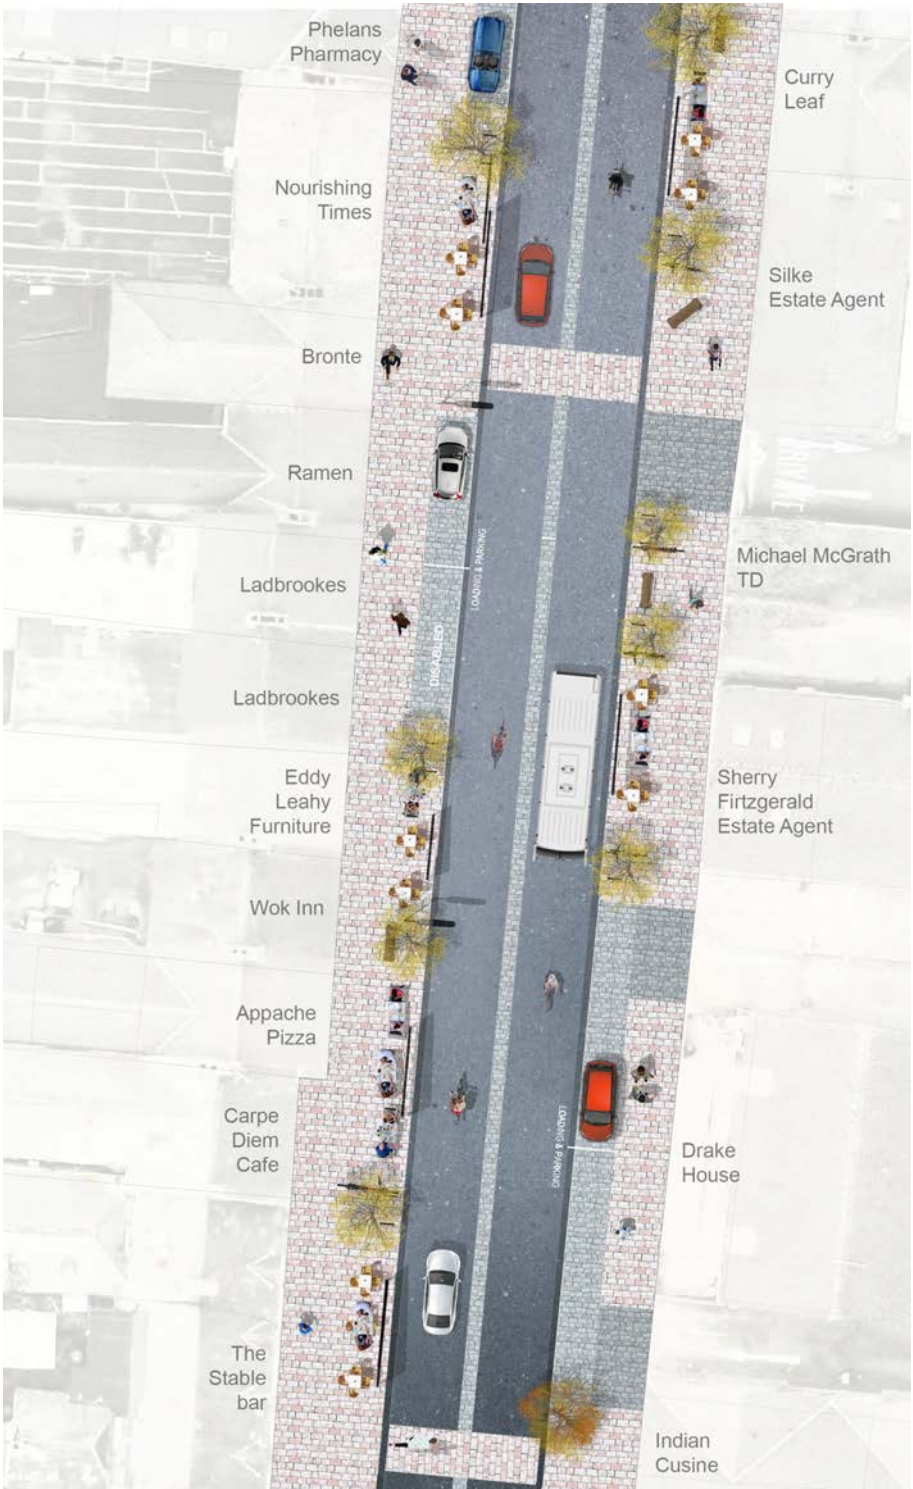 Phelans
Pharmacy
Curry
Leaf
Nourishing
Times
Silke
Estate Agent
Bronte
Ramen
LOADING & PARKING
Michael McGrath
TD
Ladbrookes
DISABLED
Ladbrookes
Eddy
Leahy
Furniture
Sherry
Firtzgerald
Estate Agent
Wok Inn
Appache
Pizza
Carpe
Diem
Cafe
LOADING & PARKING
Drake
House
The
Stable
bar
Indian
Cusine